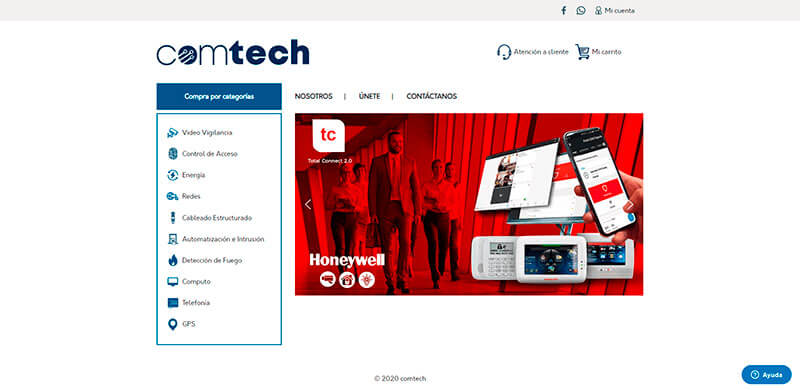 Mi cuenta
comtech
Atención a cliente
Mi carrito
Compra por categorías
NOSOTROS | ÚNETE | CONTÁCTANOS
Video Vigilancia
Control de Acceso
Energía
Redes
Cableado Estructurado
Automatización e Intrusión
Detección de Fuego
Computo
Telefonía
GPS
tc
Total Connect 2.0
Honeywell
© 2020 comtech
Ayuda